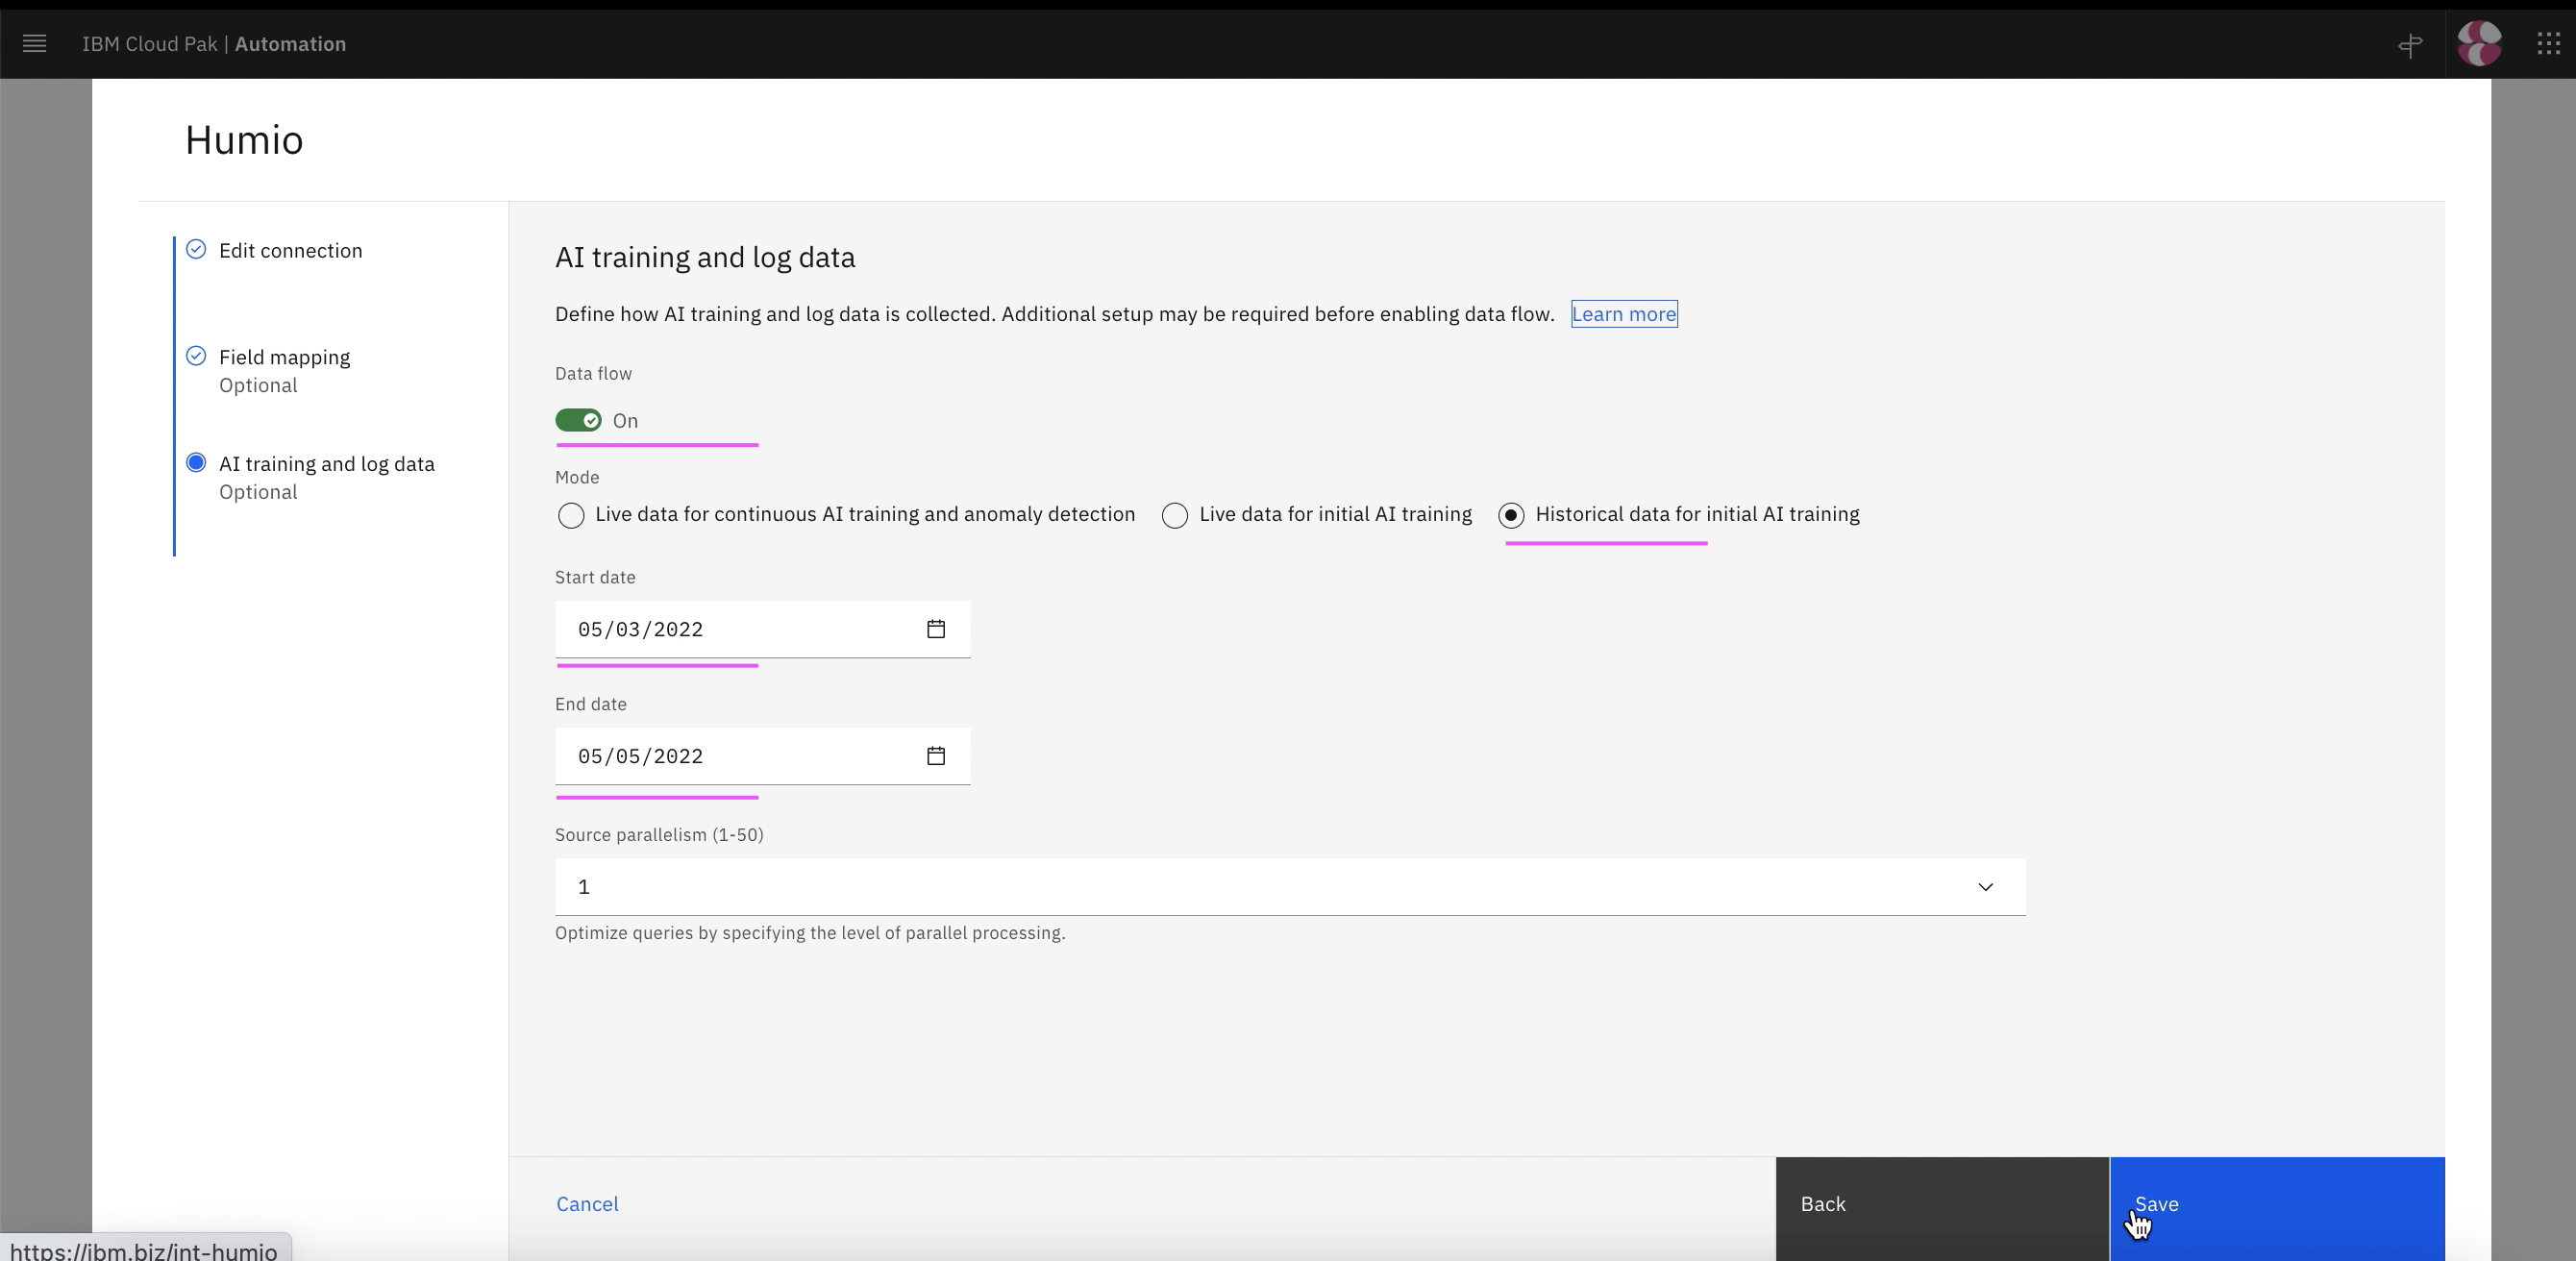 IBM Cloud Pak | Automation
Humio
Edit connection
Field mapping
Optional
AI training and log data
Optional
AI training and log data
Define how AI training and log data is collected. Additional setup may be required before enabling data flow. Learn more
Data flow
On
Mode
Live data for continuous AI training and anomaly detection Live data for initial AI training Historical data for initial AI training
Start date
05/03/2022
End date
05/05/2022
Source parallelism (1-50)
1
Optimize queries by specifying the level of parallel processing.
Cancel Back Save
https://ibm.biz/int-humio